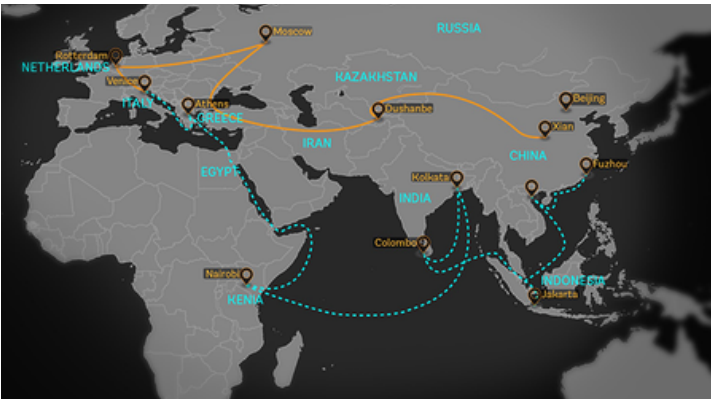 RUSSIA
Moscow
Rotterdam
NETHERLANDS
KAZAKHSTAN
Venice
ITALY
Athens
GREECE
Dushanbe
Beijing
Xian
IRAN
CHINA
Fuzhou
EGYPT
Kolkata
INDIA
Colombo
Nairobi
KENIA
INDONESIA
Jakarta